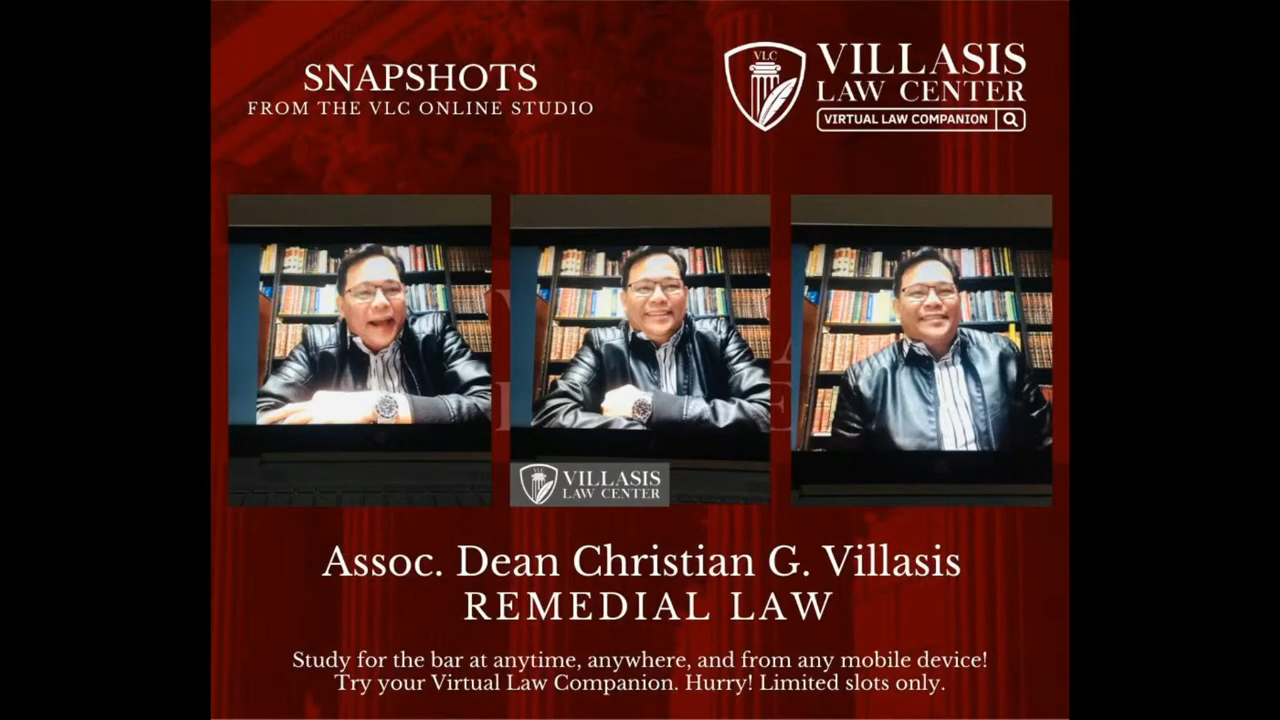 SNAPSHOTS
FROM THE VLC ONLINE STUDIO
VLC
VILLASIS
LAW CENTER
VIRTUAL LAW COMPANION
VLC
VILLASIS
LAW CENTER
Assoc. Dean Christian G. Villasis
REMEDIAL LAW
Study for the bar at anytime, anywhere, and from any mobile device!
Try your Virtual Law Companion. Hurry! Limited slots only.